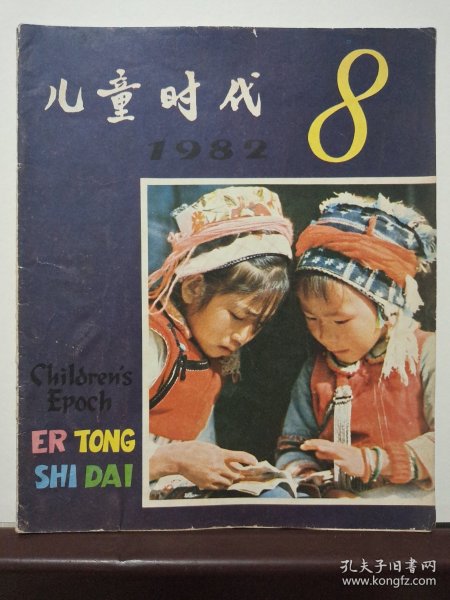 儿童时代
8
1982
Children's
Epoch
ER TONG
SHI DAI
孔夫子旧书网
www.kongfz.com